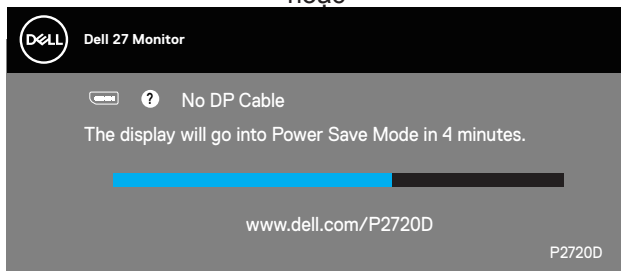 hoặc
DELL
Dell 27 Monitor
? No DP Cable
The display will go into Power Save Mode in 4 minutes.
www.dell.com/P2720D
P2720D